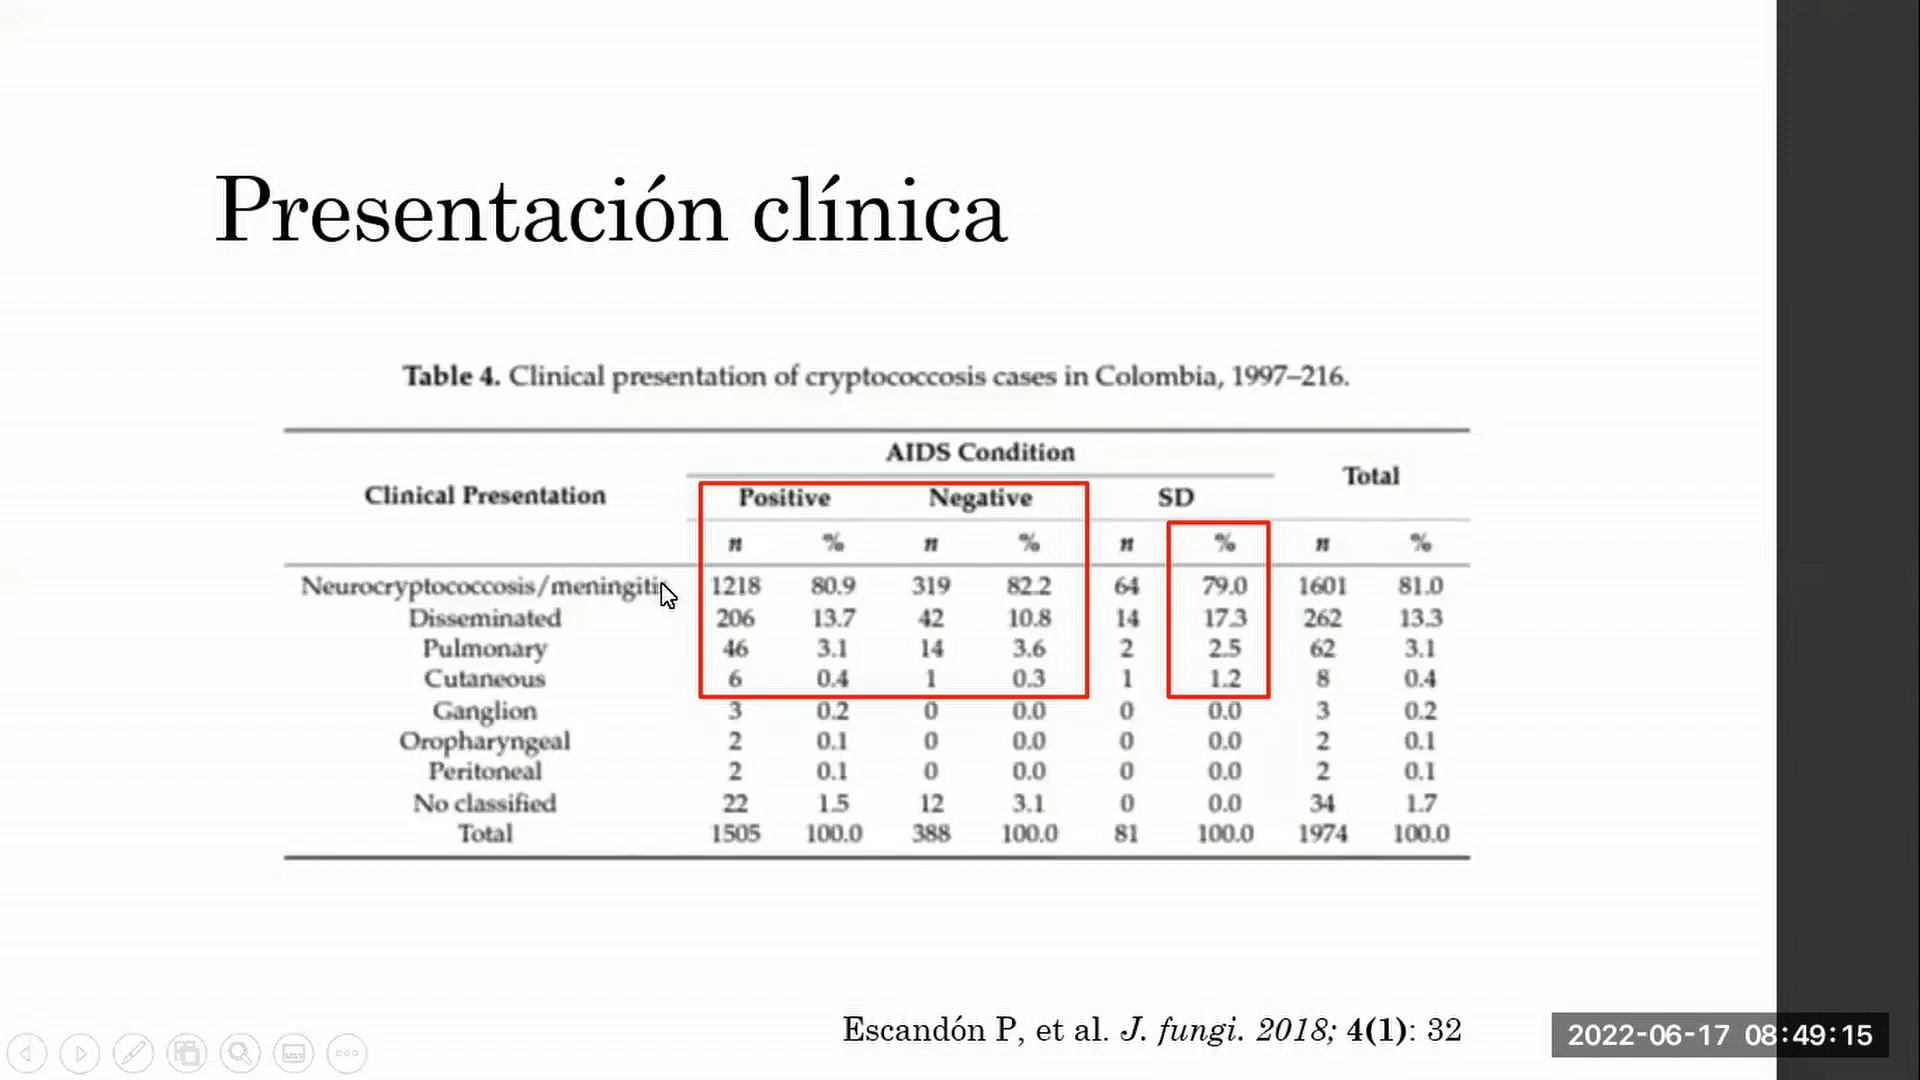 Presentación clínica
Table 4. Clinical presentation of cryptococcosis cases in Colombia, 1997–216.
Clinical Presentation AIDS Condition Total
Positive Negative SD
n % n % n % n %
Neurocryptococcosis/meningitis 1218 80.9 319 82.2 64 79.0 1601 81.0
Disseminated 206 13.7 42 10.8 14 17.3 262 13.3
Pulmonary 46 3.1 14 3.6 2 2.5 62 3.1
Cutaneous 6 0.4 1 0.3 1 1.2 8 0.4
Ganglion 3 0.2 0 0.0 0 0.0 3 0.2
Oropharyngeal 2 0.1 0 0.0 0 0.0 2 0.1
Peritoneal 2 0.1 0 0.0 0 0.0 2 0.1
No classified 22 1.5 12 3.1 0 0.0 34 1.7
Total 1505 100.0 388 100.0 81 100.0 1974 100.0
Escandón P, et al. J. fungi. 2018; 4(1): 32
2022-06-17 08:49:15